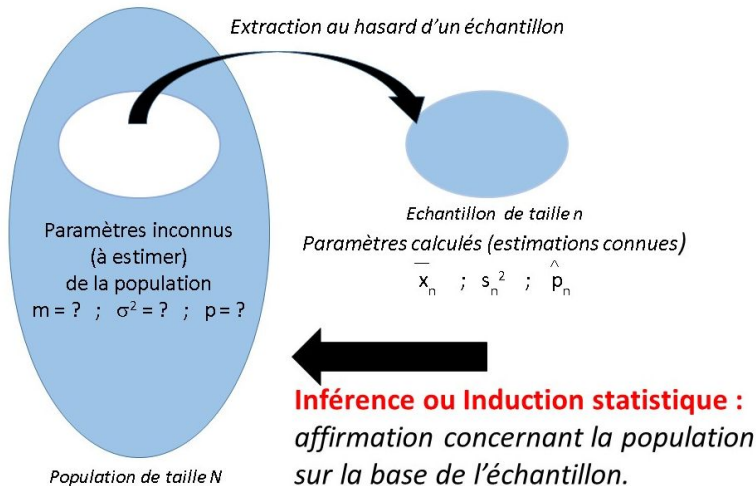 Extraction au hasard d'un échantillon
Paramètres inconnus
(à estimer)
de la population
m = ? ; σ² = ? ; p = ?
Population de taille N
Echantillon de taille n
Paramètres calculés (estimations connues)
x̅ₙ ; sₙ² ; p̂ₙ
Inférence ou Induction statistique :
affirmation concernant la population
sur la base de l'échantillon.